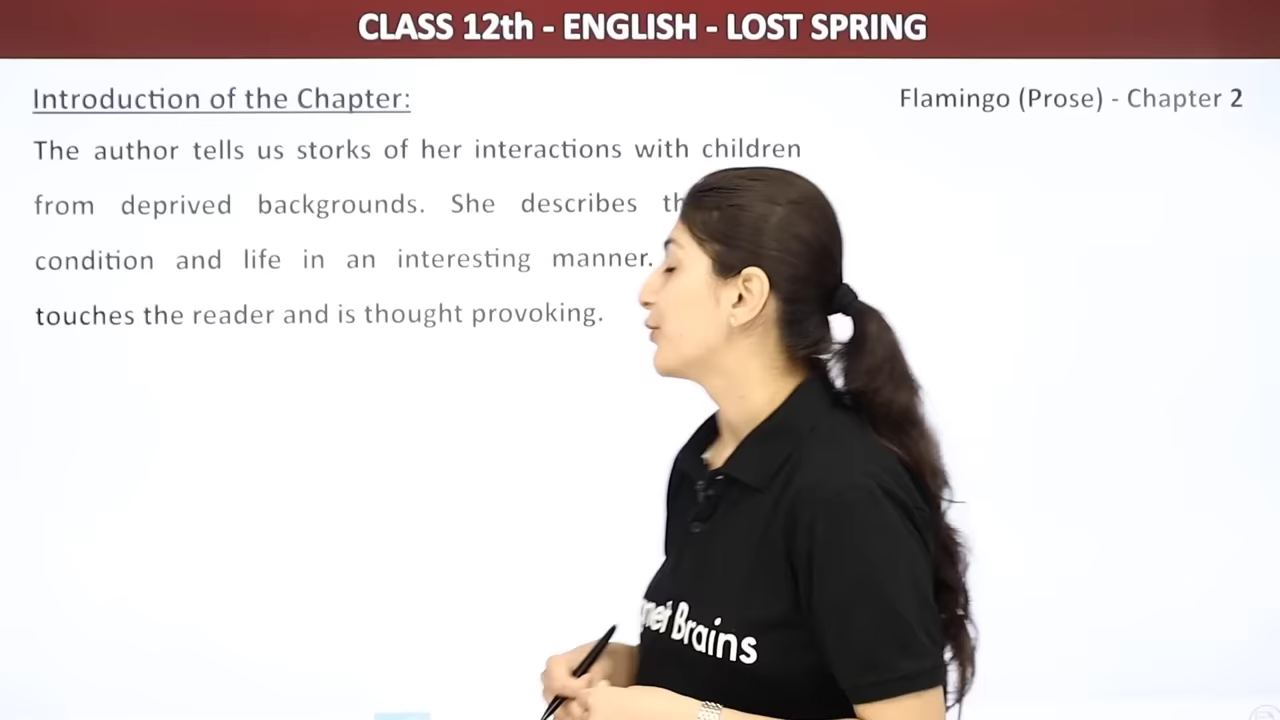 CLASS 12th - ENGLISH - LOST SPRING
Introduction of the Chapter:
Flamingo (Prose) - Chapter 2
The author tells us storks of her interactions with children
from deprived backgrounds. She describes
condition and life in an interesting manner.
touches the reader and is thought provoking.
Brains